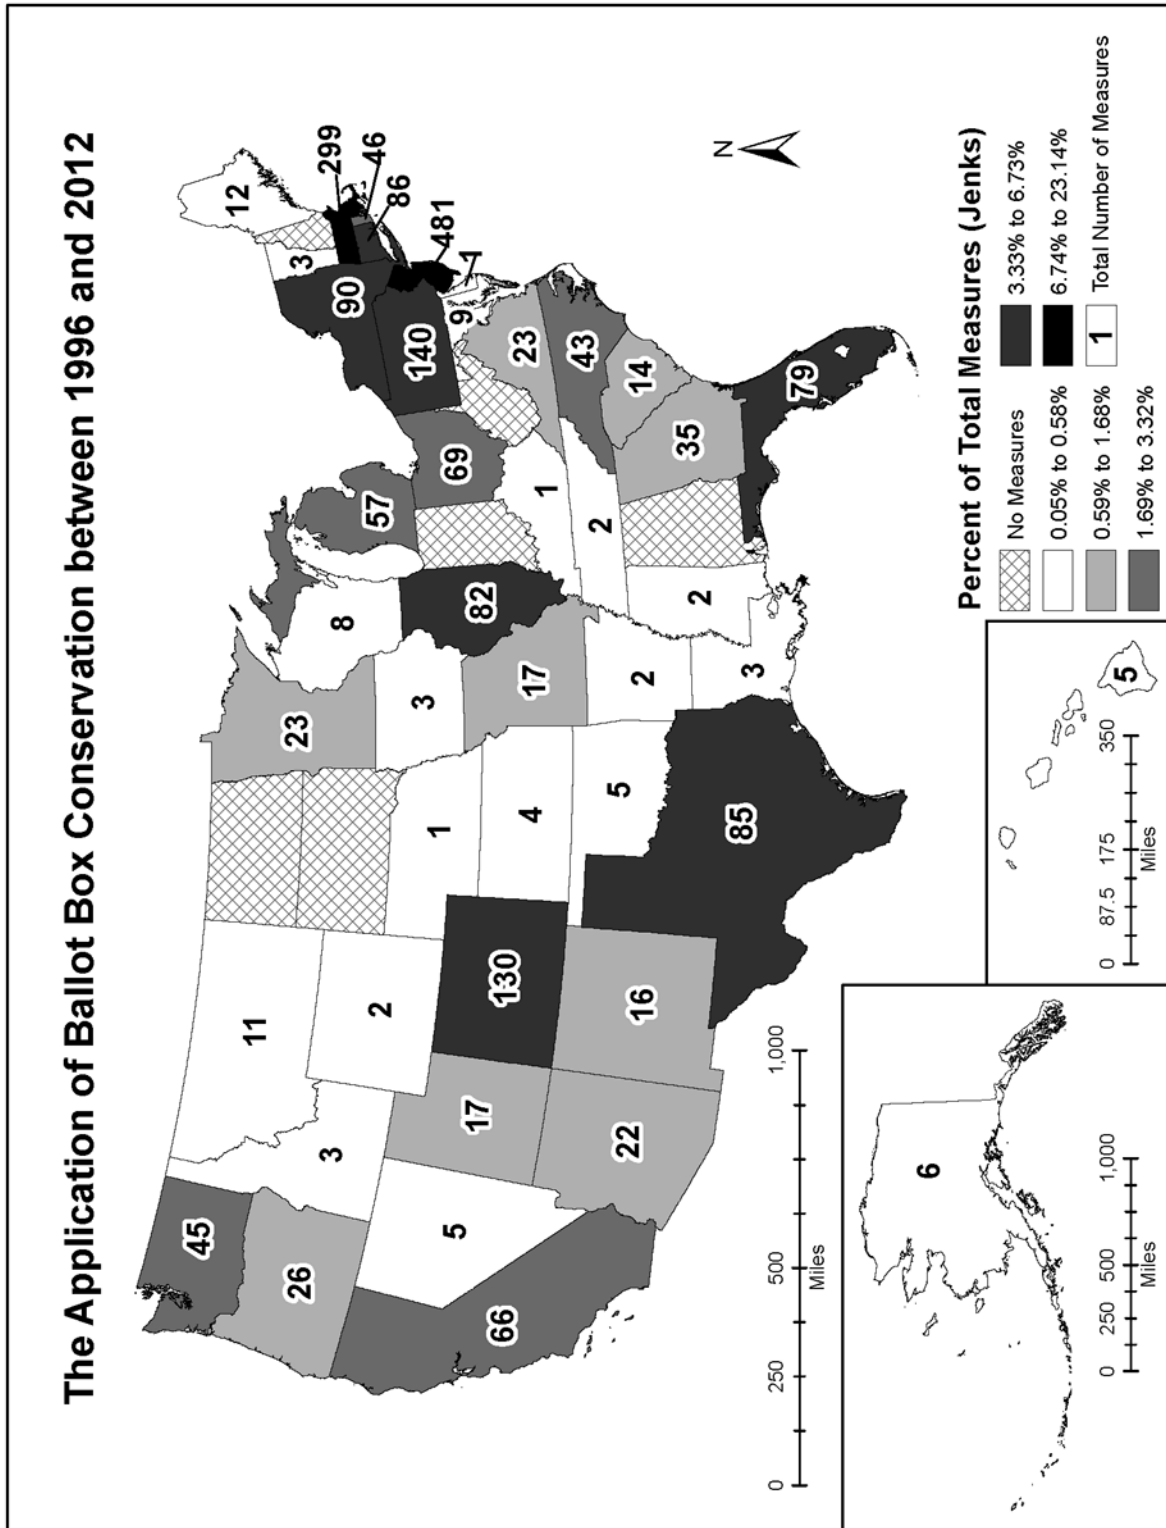 The Application of Ballot Box Conservation between 1996 and 2012
45
26
66
5
3
11
2
17
22
130
16
1
4
5
85
23
3
17
2
3
8
82
57
69
1
2
2
35
14
43
23
79
9
140
90
3
12
299
46
86
481
1
N
0 250 500 1,000
Miles
6
0 250 500 1,000
Miles
5
0 87.5 175 350
Miles
Percent of Total Measures (Jenks)
No Measures
0.05% to 0.58%
0.59% to 1.68%
1.69% to 3.32%
3.33% to 6.73%
6.74% to 23.14%
1 Total Number of Measures